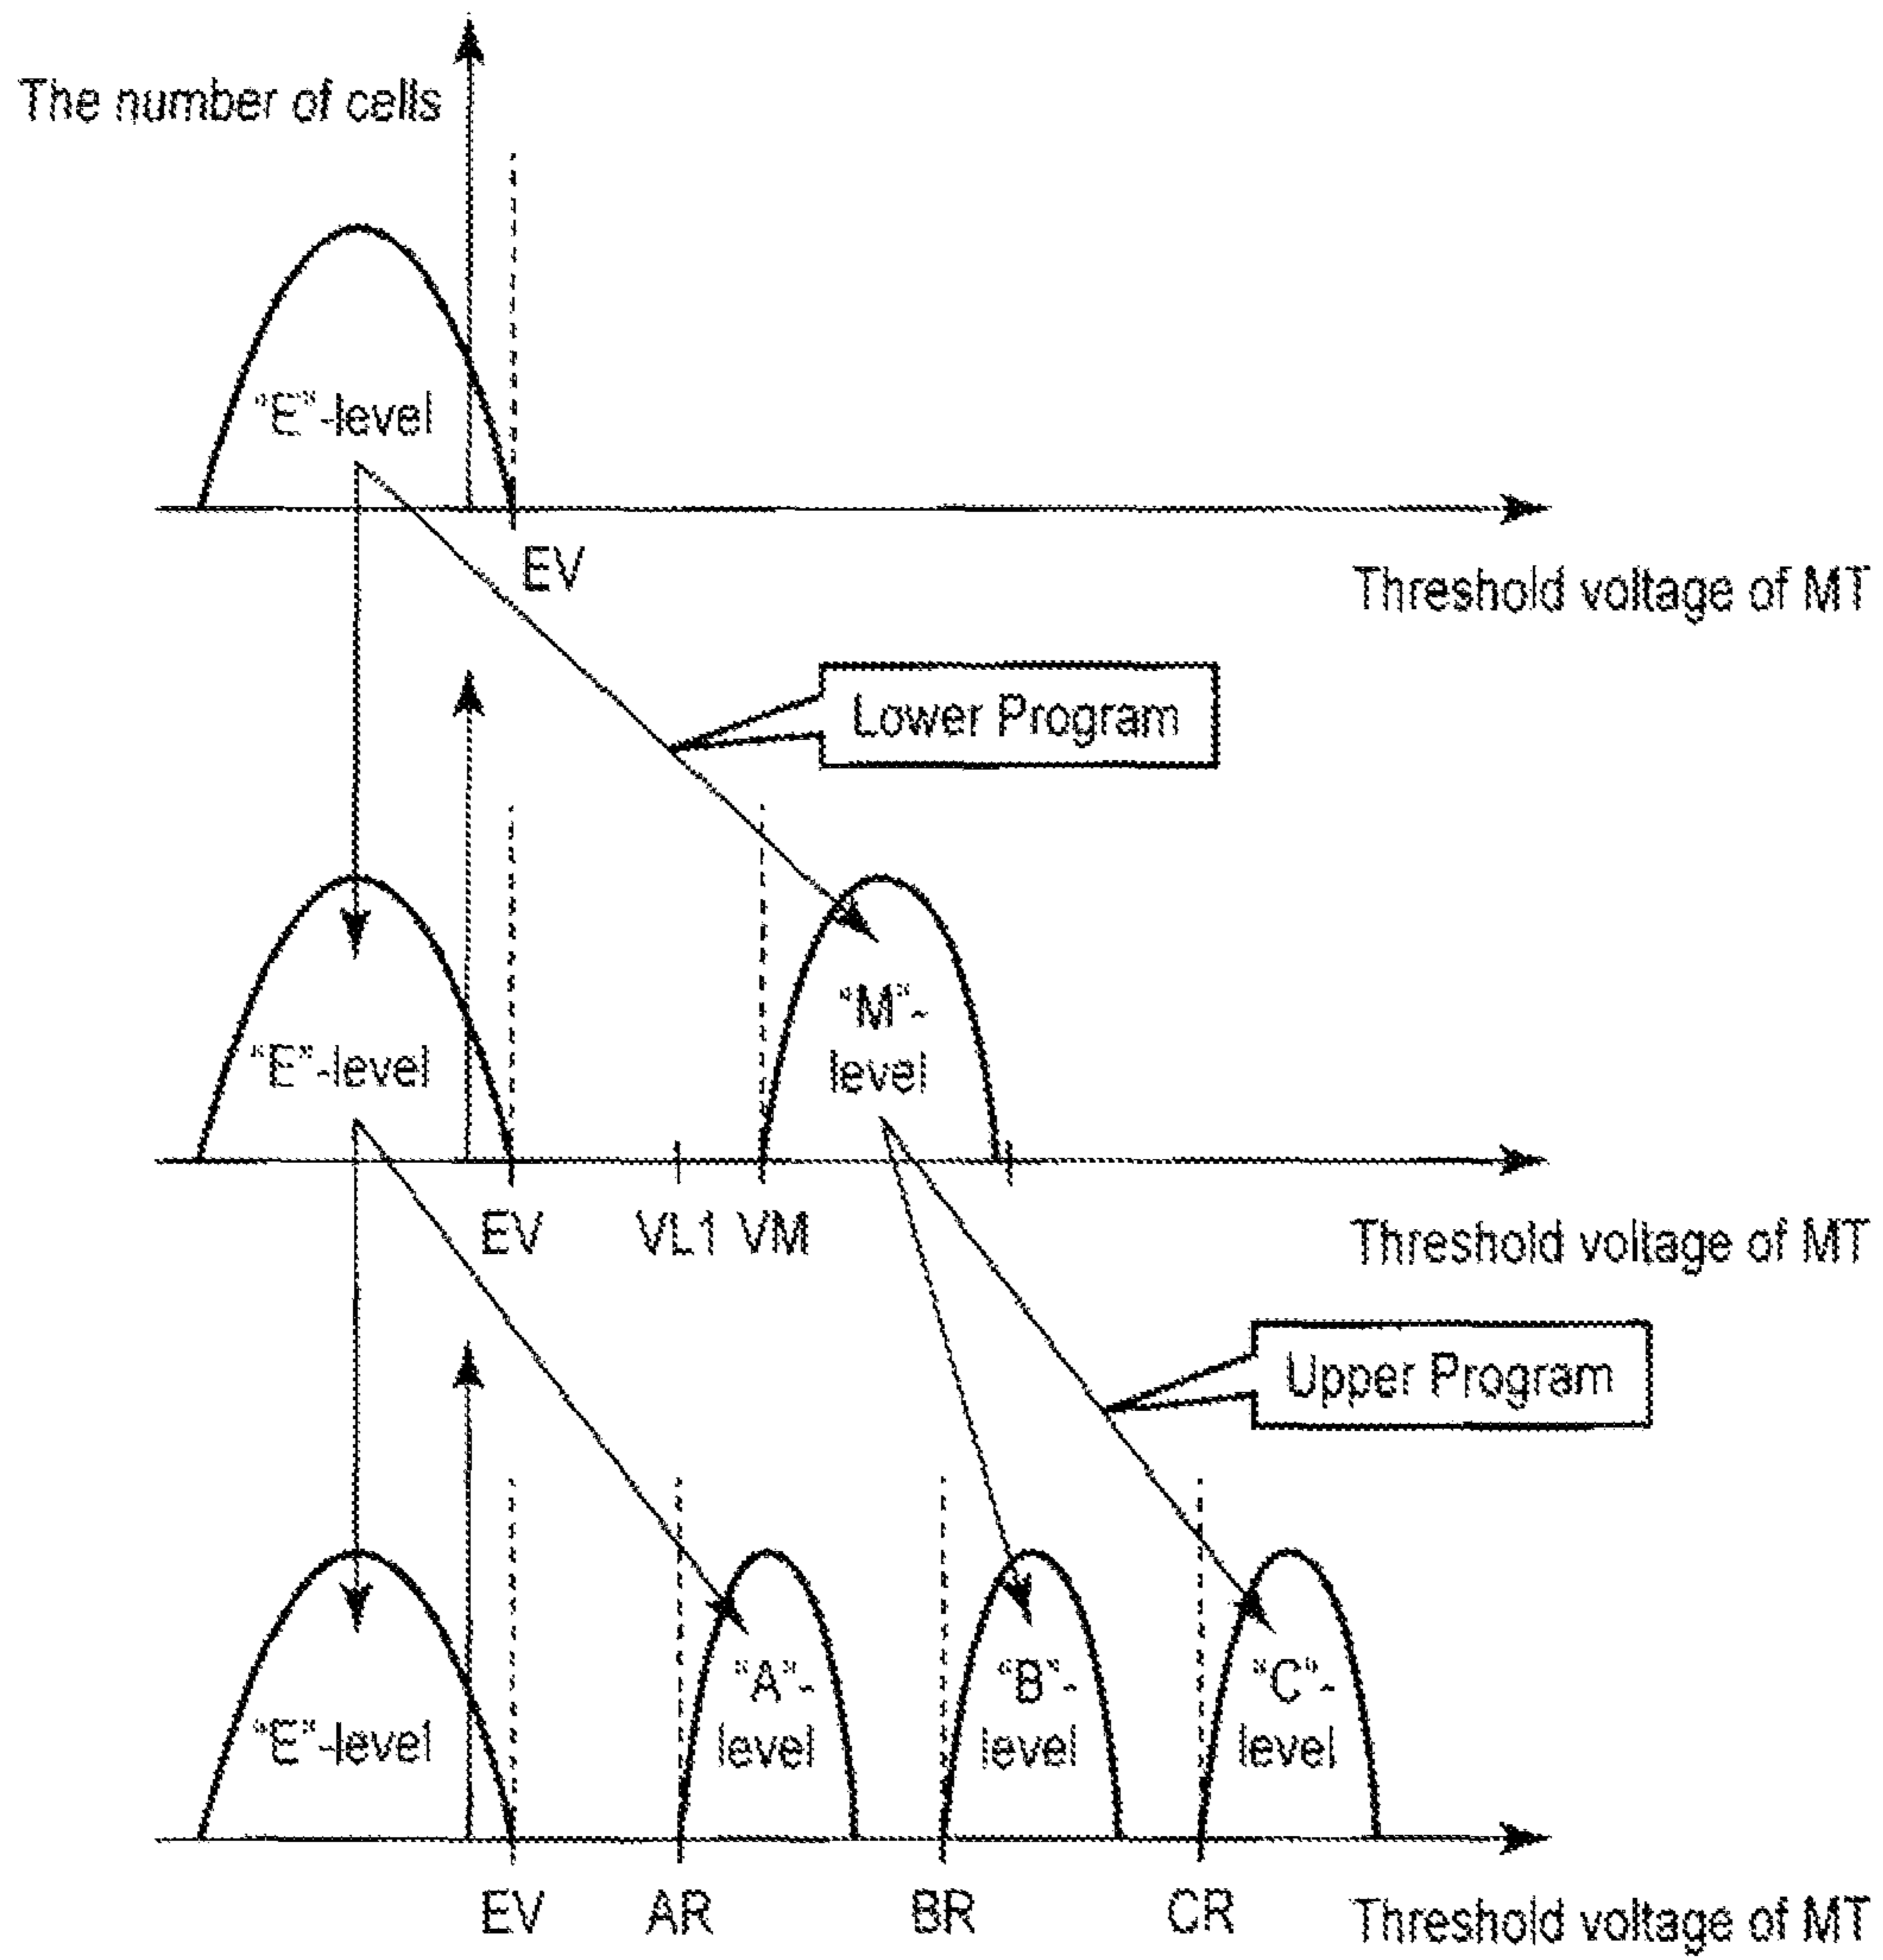 The number of cells
"E"-level
EV
Threshold voltage of MT
Lower Program
"E"-level
"M"-
level
EV
VL1
VM
Threshold voltage of MT
Upper Program
"E"-level
"A"-
level
"B"-
level
"C"-
level
EV
AR
BR
CR
Threshold voltage of MT